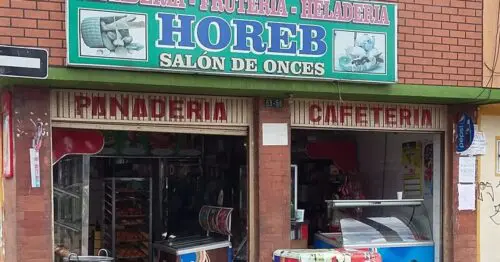 FRUTERIA - HELADERIA
HOREB
SALÓN DE ONCES
PANADERIA
CAFETERIA